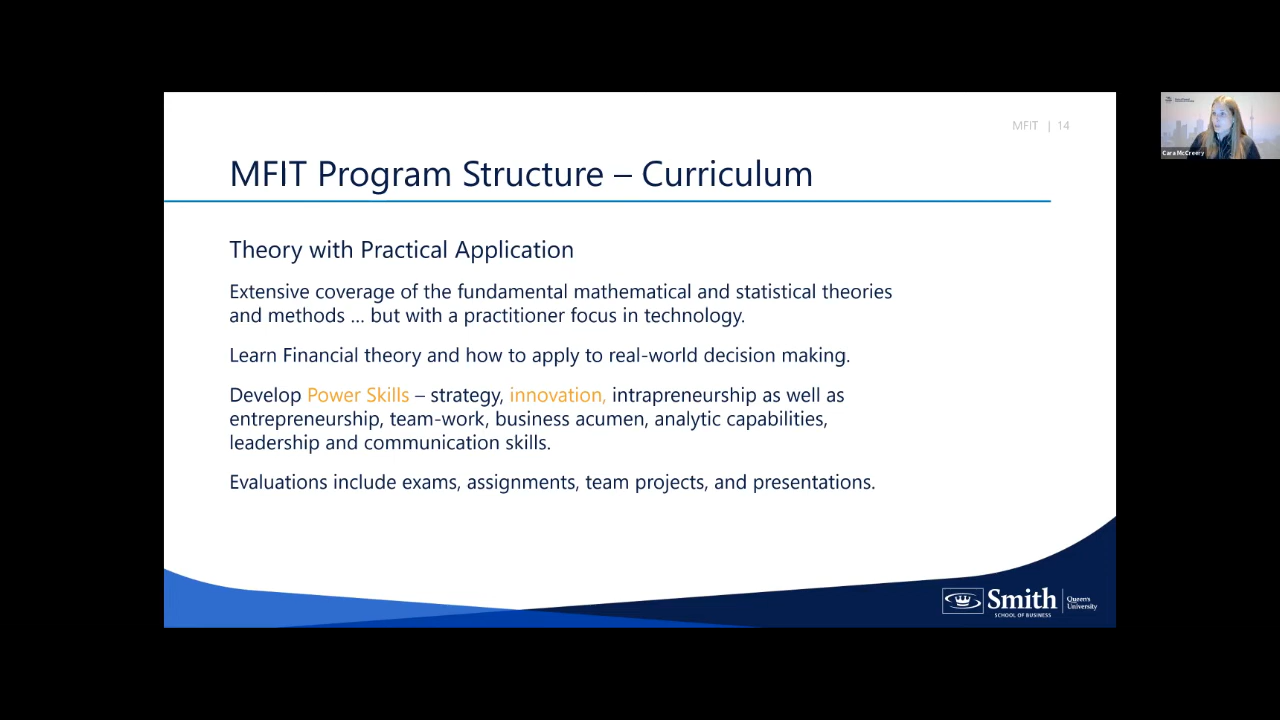 MFIT | 14
MFIT Program Structure – Curriculum
Theory with Practical Application
Extensive coverage of the fundamental mathematical and statistical theories
and methods ... but with a practitioner focus in technology.
Learn Financial theory and how to apply to real-world decision making.
Develop Power Skills – strategy, innovation, intrapreneurship as well as
entrepreneurship, team-work, business acumen, analytic capabilities,
leadership and communication skills.
Evaluations include exams, assignments, team projects, and presentations.
Smith
SCHOOL OF BUSINESS
Queen's
University
Cara McCreery